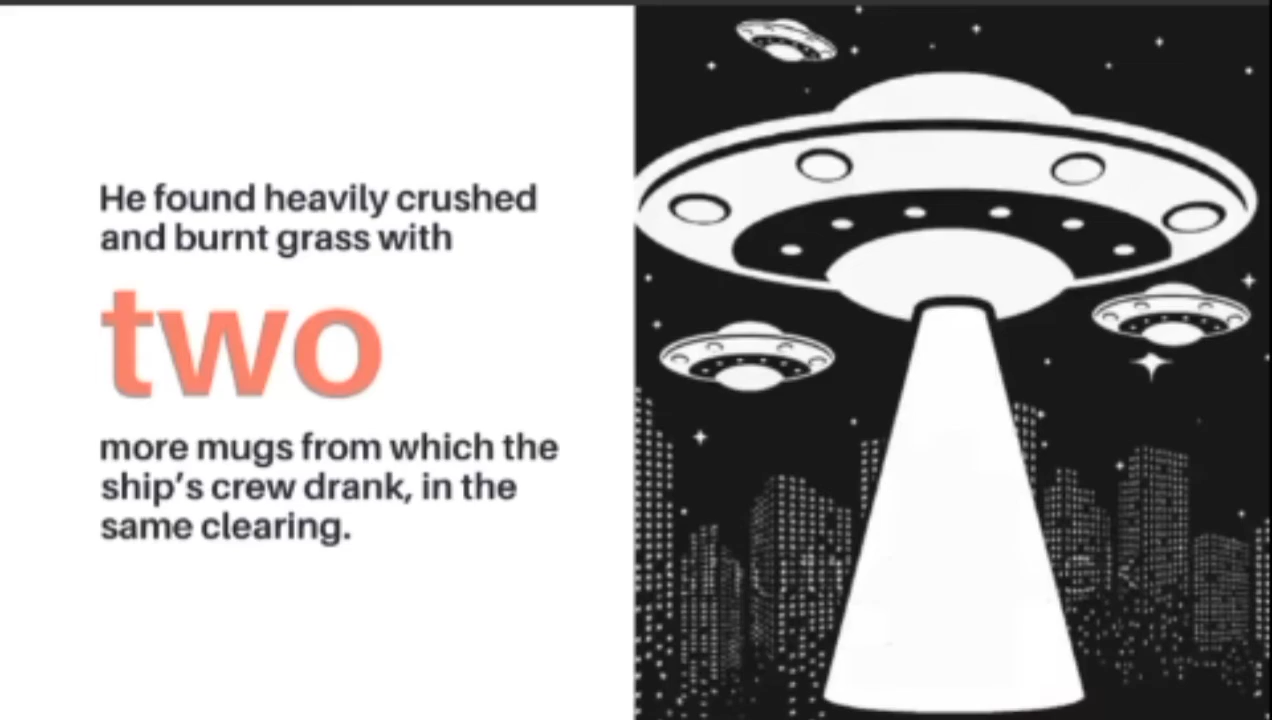 He found heavily crushed
and burnt grass with
two
more mugs from which the
ship's crew drank, in the
same clearing.